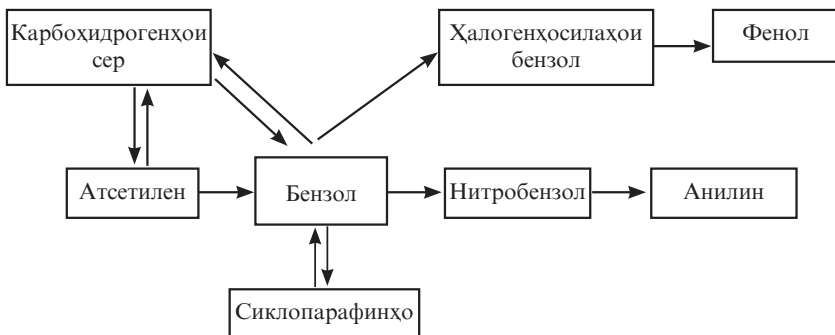 Карбоҳидрогенҳои
сер
Ҳалогенҳосилаҳои
бензол
Фенол
Атсетилен
Бензол
Нитробензол
Анилин
Сиклопарафинҳо